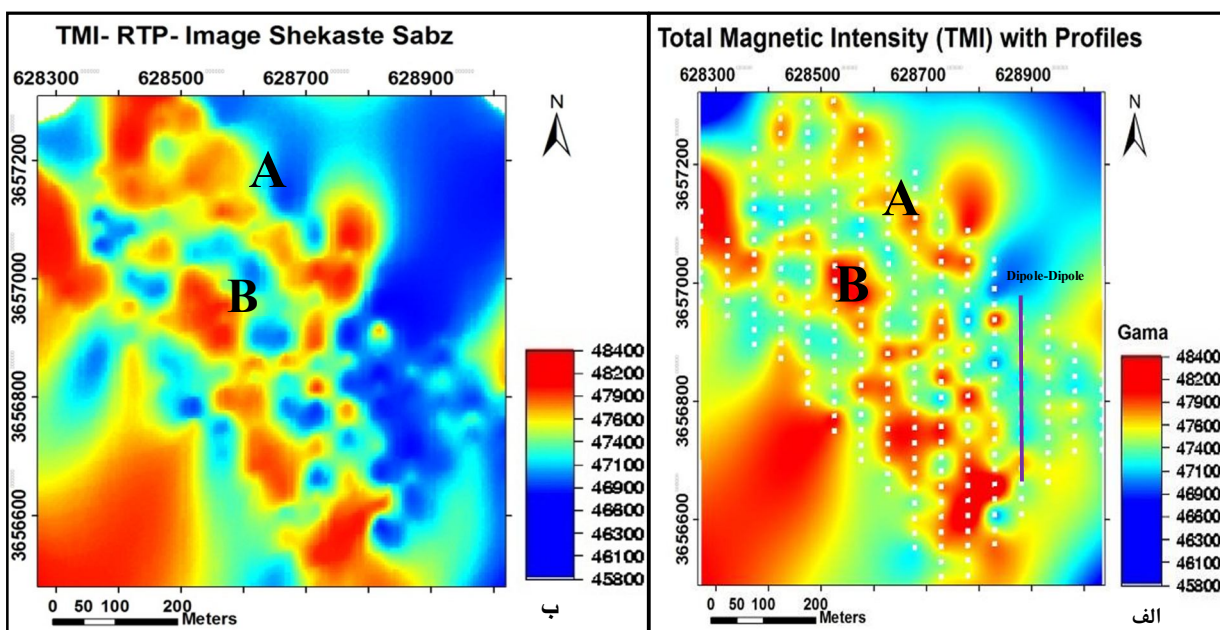 TMI- RTP- Image Shekaste Sabz
628300 628500 628700 628900
N
3657200
3657000
3656800
3656600
A
B
48400
48200
47900
47600
47400
47100
46900
46600
46300
46100
45800
0 50 100 200
Meters
ب
Total Magnetic Intensity (TMI) with Profiles
628300 628500 628700 628900
N
3657200
3657000
3656800
3656600
A
B
Dipole-Dipole
Gama
48400
48200
47900
47600
47400
47100
46900
46600
46300
46100
45800
0 50 100 200
Meters
الف